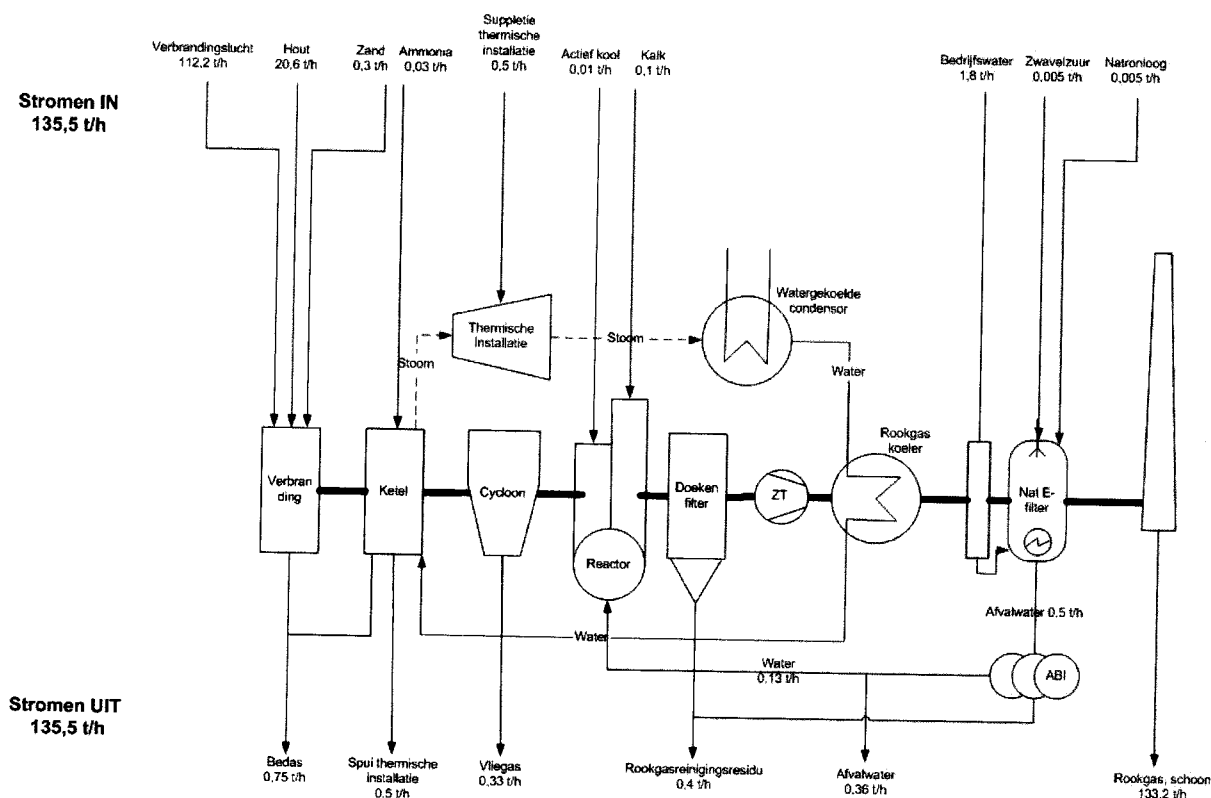 Verbrandingslucht
112,2 t/h
Hout
20,6 t/h
Zand
0,3 t/h
Ammonia
0,03 t/h
Suppletie
thermische
installatie
0,5 t/h
Actief kool
0,01 t/h
Kalk
0,1 t/h
Bedrijfswater
1,8 t/h
Zwavelzuur
0,005 t/h
Natronloog
0,005 t/h
Stromen IN
135,5 t/h
Thermische
Installatie
Stoom
Stoom
Watergekoelde
condensor
Water
Rookgas
koeler
Verbran
ding
Ketel
Cycloon
Reactor
Doeken
filter
ZT
Nat E-
filter
Afvalwater 0,5 t/h
Water
Water
0,13 t/h
ABI
Stromen UIT
135,5 t/h
Bedas
0,75 t/h
Spui thermische
installatie
0,5 t/h
Vliegas
0,33 t/h
Rookgasreinigingsresidu
0,4 t/h
Afvalwater
0,36 t/h
Rookgas, schoon
133,2 t/h